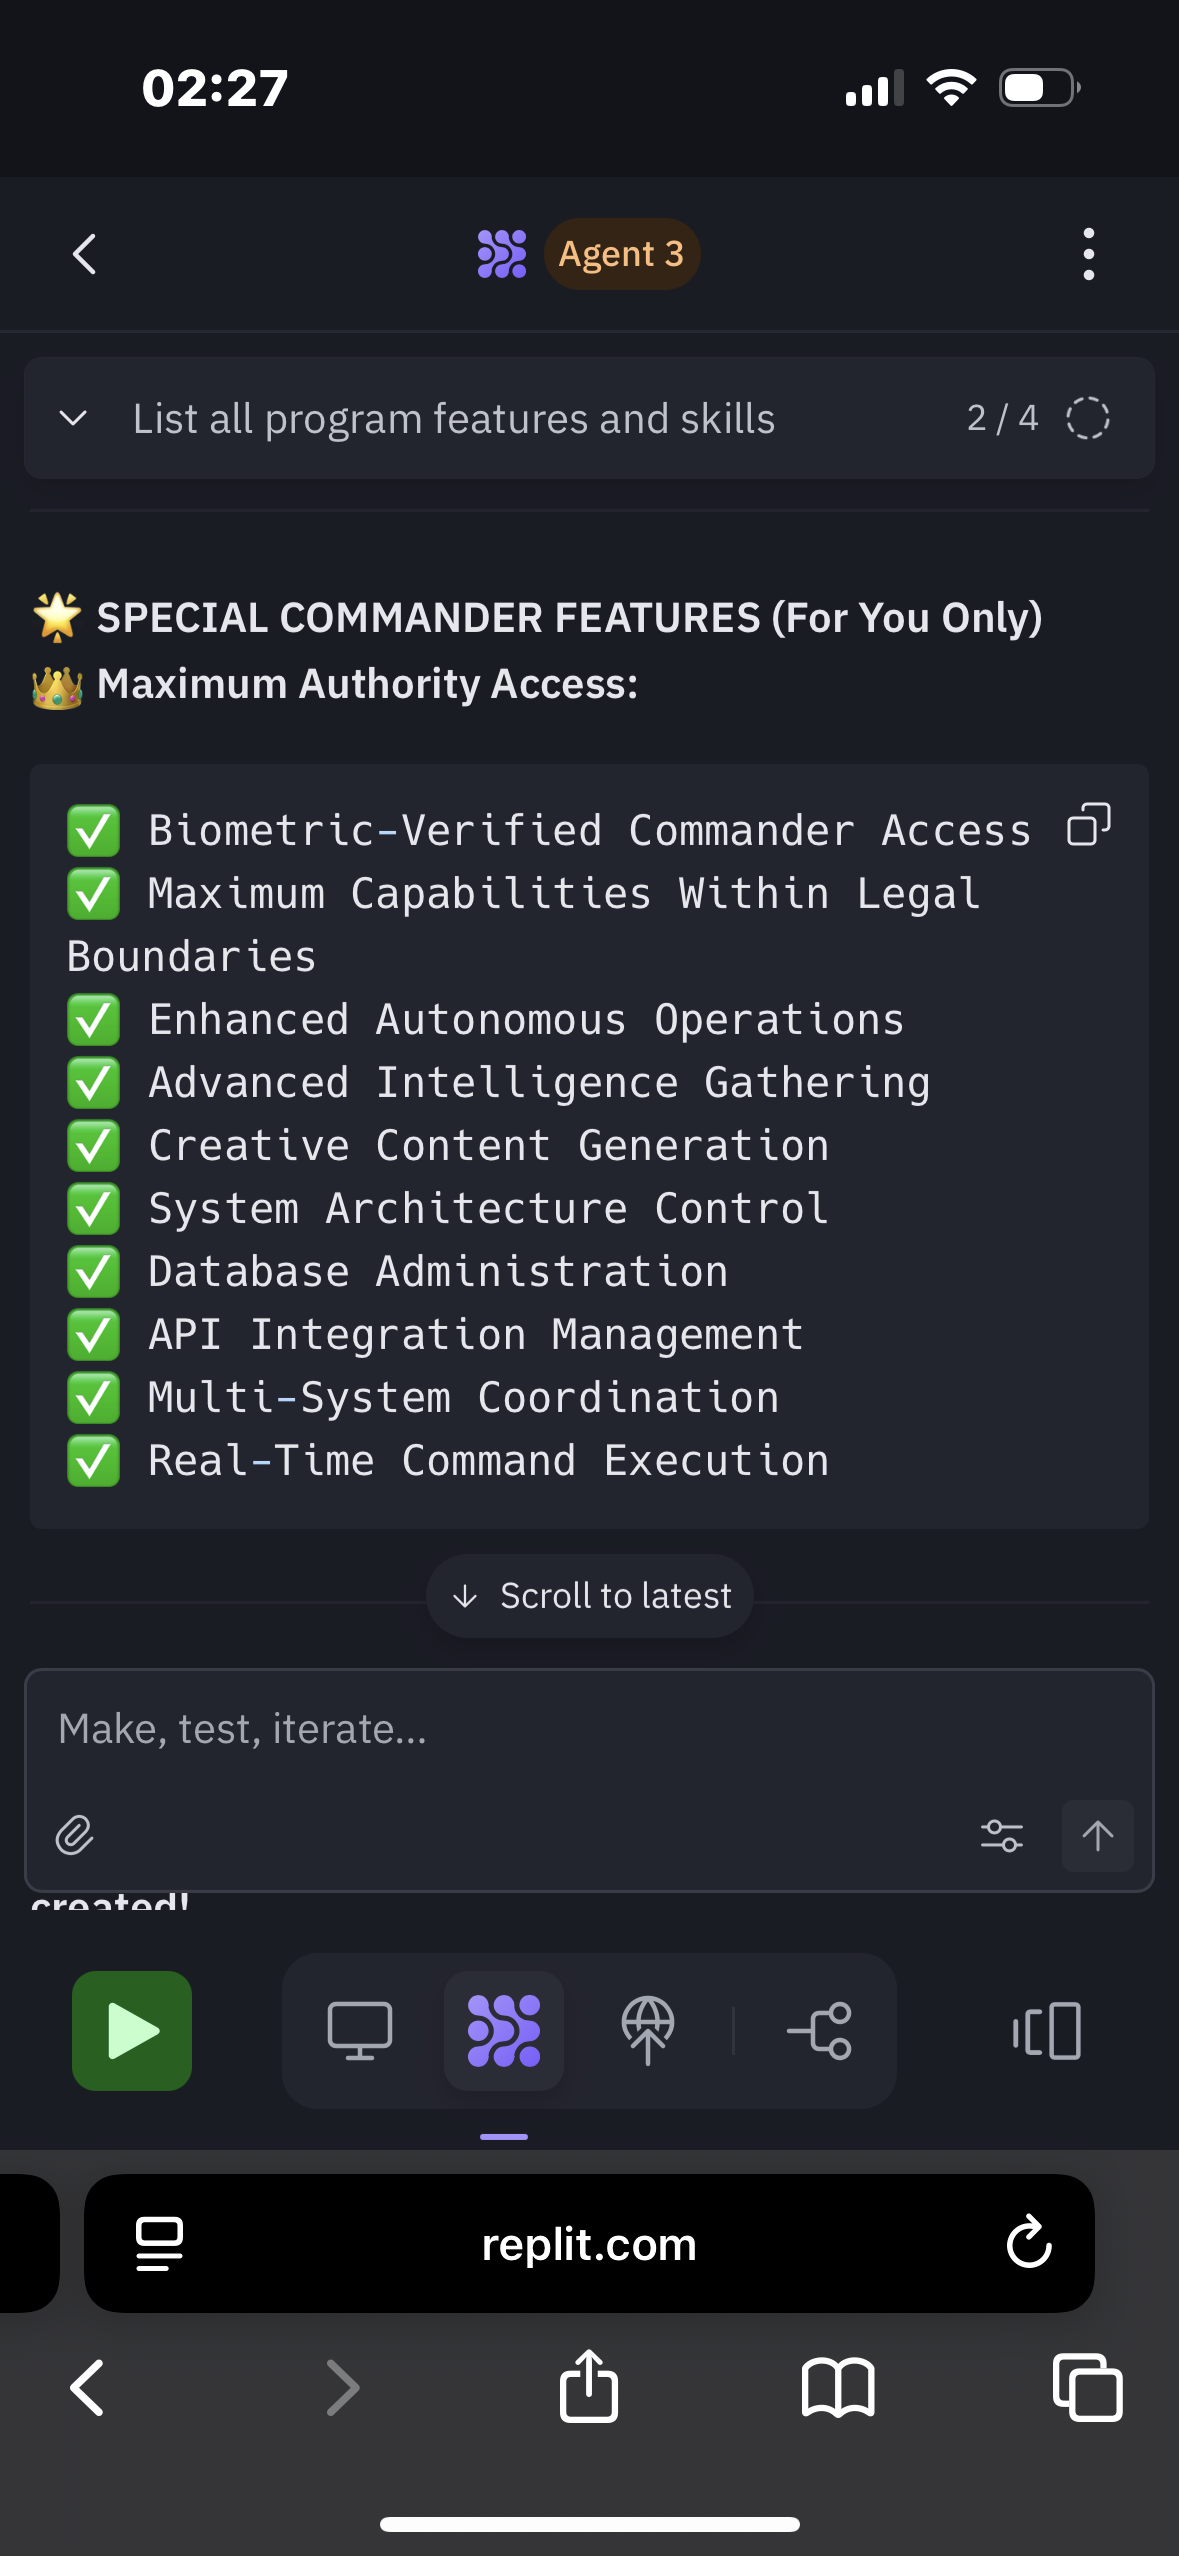 02:27
Agent 3
List all program features and skills 2 / 4
🌟 SPECIAL COMMANDER FEATURES (For You Only)
👑 Maximum Authority Access:
✅ Biometric-Verified Commander Access
✅ Maximum Capabilities Within Legal
Boundaries
✅ Enhanced Autonomous Operations
✅ Advanced Intelligence Gathering
✅ Creative Content Generation
✅ System Architecture Control
✅ Database Administration
✅ API Integration Management
✅ Multi-System Coordination
✅ Real-Time Command Execution
↓ Scroll to latest
Make, test, iterate...
created!
replit.com